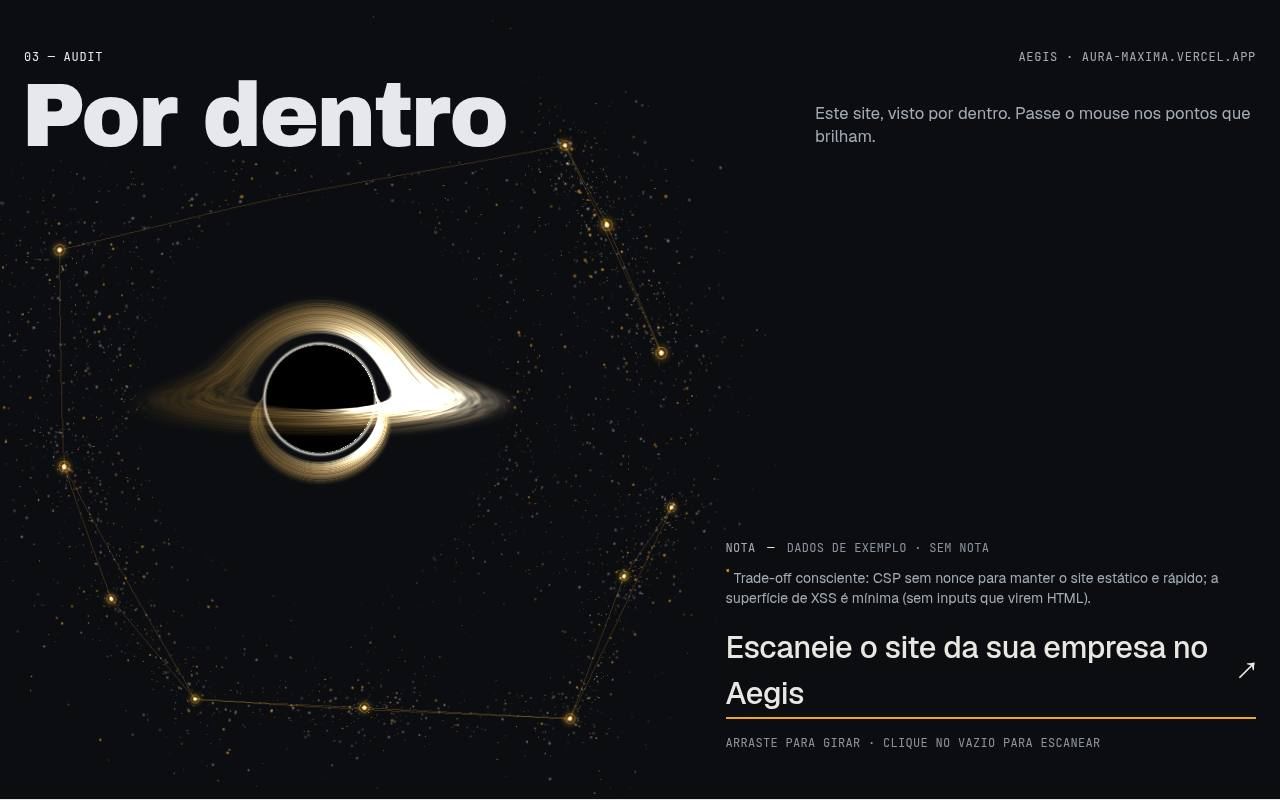 03 — AUDIT
AEGIS · AURA-MAXIMA.VERCEL.APP
Por dentro
Este site, visto por dentro. Passe o mouse nos pontos que
brilham.
NOTA — DADOS DE EXEMPLO · SEM NOTA
* Trade-off consciente: CSP sem nonce para manter o site estático e rápido; a
superfície de XSS é mínima (sem inputs que virem HTML).
Escaneie o site da sua empresa no
Aegis ↗
ARRASTE PARA GIRAR · CLIQUE NO VAZIO PARA ESCANEAR